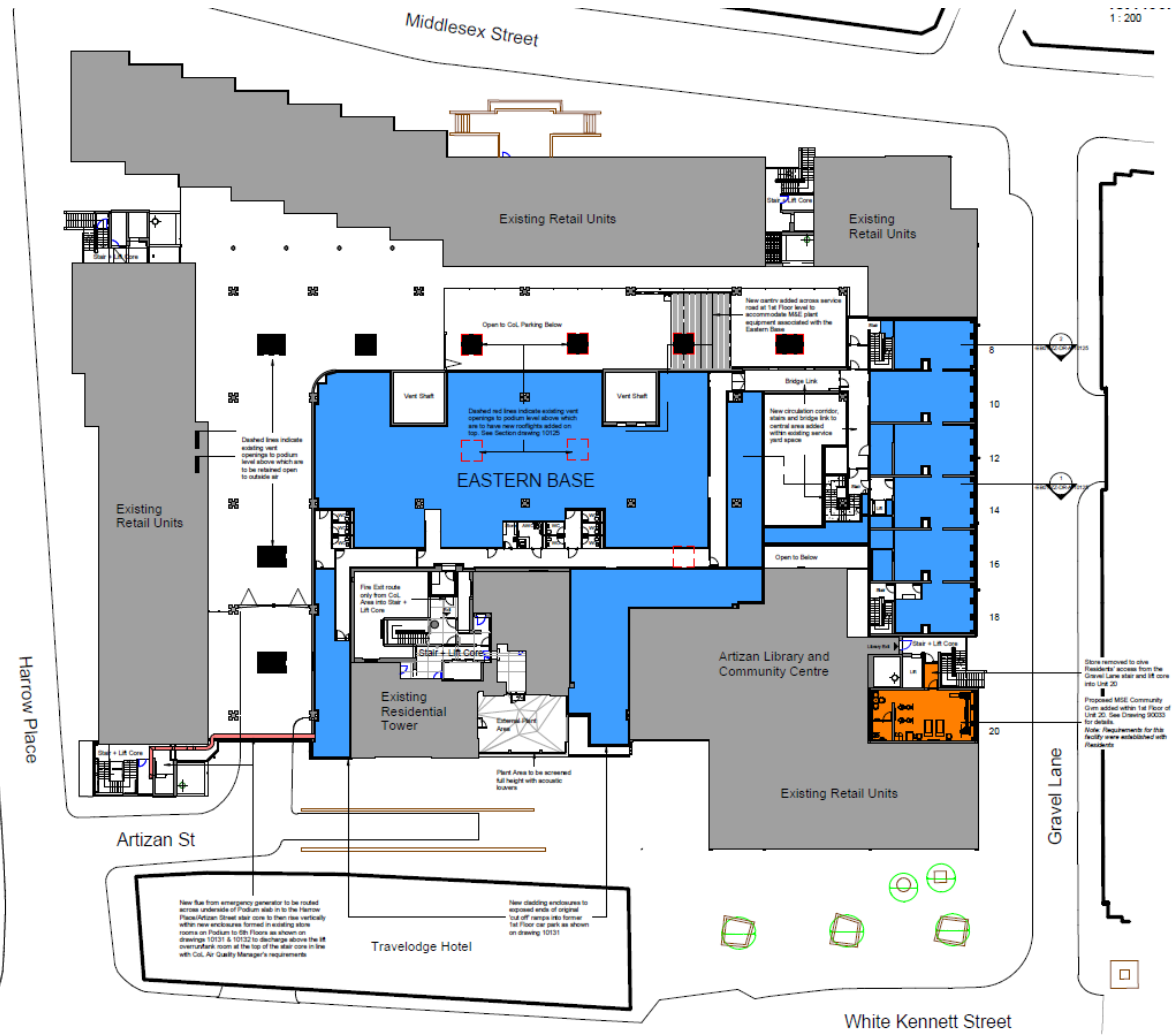 1 : 200
Middlesex Street
Existing Retail Units
Stair + Lift Core
Existing
Retail Units
Stair + Lift Core
New gantry added across service
road at 1st Floor level to
accommodate M&E plant
equipment associated with the
Eastern Base
Open to CoL Parking Below
8
Vent Shaft
Vent Shaft
Bridge Link
Dashed red lines indicate existing vent
openings to podium level above which
are to have new rooflights added on
top. See Section drawing 10125
New circulation corridor,
stairs and bridge link to
central area added
within existing service
yard space
10
Dashed lines indicate
existing vent
openings to podium
level above which are
to be retained open
to outside air
12
EASTERN BASE
14
Existing
Retail Units
Open to Below
16
Fire Exit route
only from CoL
Area into Stair +
Lift Core
18
Stair + Lift Core
Library Exit
Stair + Lift Core
Lift
Artizan Library and
Community Centre
Store removed to give
Residents' access from the
Gravel Lane stair and lift core
into Unit 20
Existing
Residential
Tower
External Plant
Area
Proposed MSE Community
Gym added within 1st Floor of
Unit 20. See Drawing 90033
for details.
Note: Requirements for this
facility were established with
Residents
20
Harrow Place
Stair + Lift Core
Plant Area to be screened
full height with acoustic
louvers
Existing Retail Units
Gravel Lane
Artizan St
New flue from emergency generator to be routed
across underside of Podium slab in to the Harrow
Place/Artizan Street stair core to then rise vertically
within new enclosures formed in existing store
rooms on Podium to 6th Floors as shown on
drawings 10131 & 10132 to discharge above the lift
overrun/tank room at the top of the stair core in line
with CoL Air Quality Manager's requirements
New cladding enclosures to
exposed ends of original
'cut off' ramps into former
1st Floor car park as shown
on drawing 10131
Travelodge Hotel
White Kennett Street